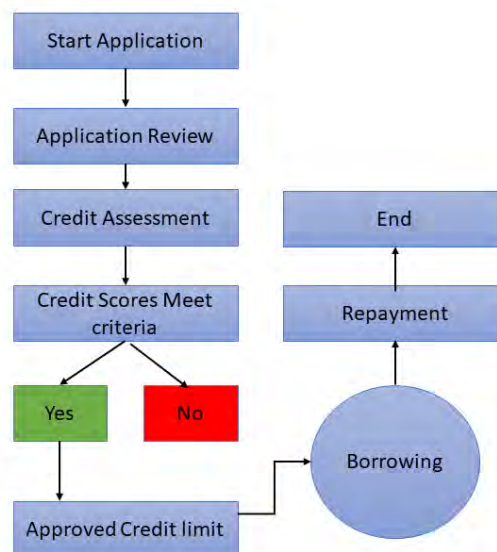 Start Application
Application Review
Credit Assessment
Credit Scores Meet
criteria
Yes
No
Approved Credit limit
Borrowing
Repayment
End